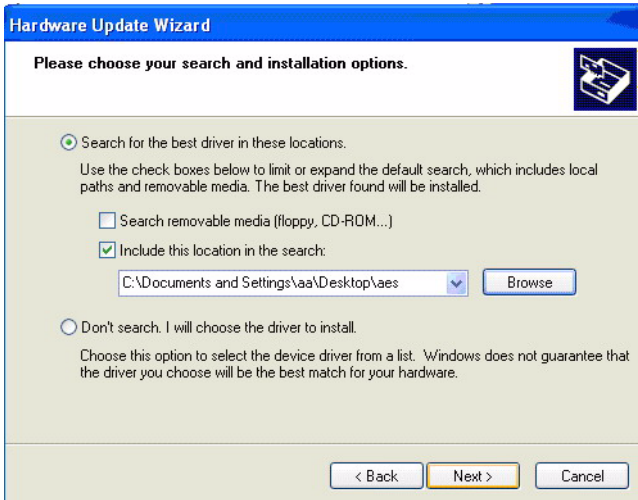 Hardware Update Wizard
Please choose your search and installation options.
Search for the best driver in these locations.
Use the check boxes below to limit or expand the default search, which includes local
paths and removable media. The best driver found will be installed.
Search removable media (floppy, CD-ROM...)
Include this location in the search:
C:\Documents and Settings\aa\Desktop\aes
Browse
Don't search. I will choose the driver to install.
Choose this option to select the device driver from a list.  Windows does not guarantee that
the driver you choose will be the best match for your hardware.
< Back
Next >
Cancel